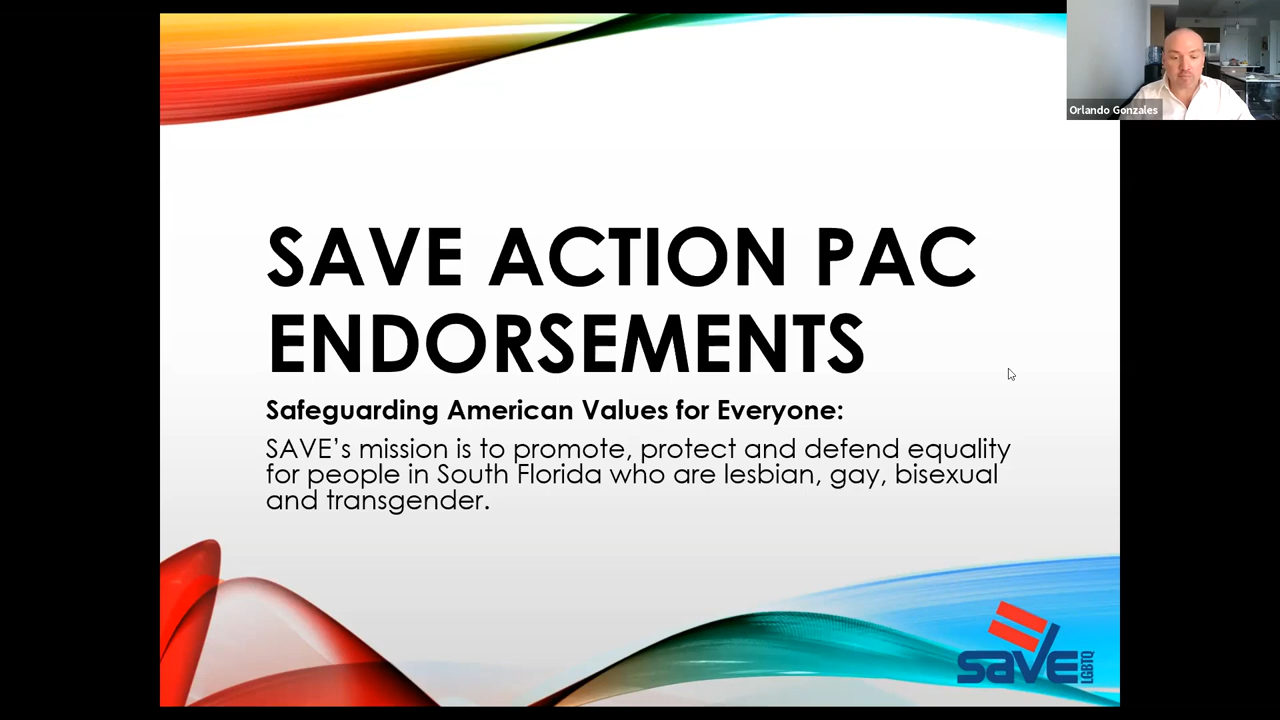 Orlando Gonzales
SAVE ACTION PAC
ENDORSEMENTS
Safeguarding American Values for Everyone:
SAVE’s mission is to promote, protect and defend equality
for people in South Florida who are lesbian, gay, bisexual
and transgender.
save
LGBTQ